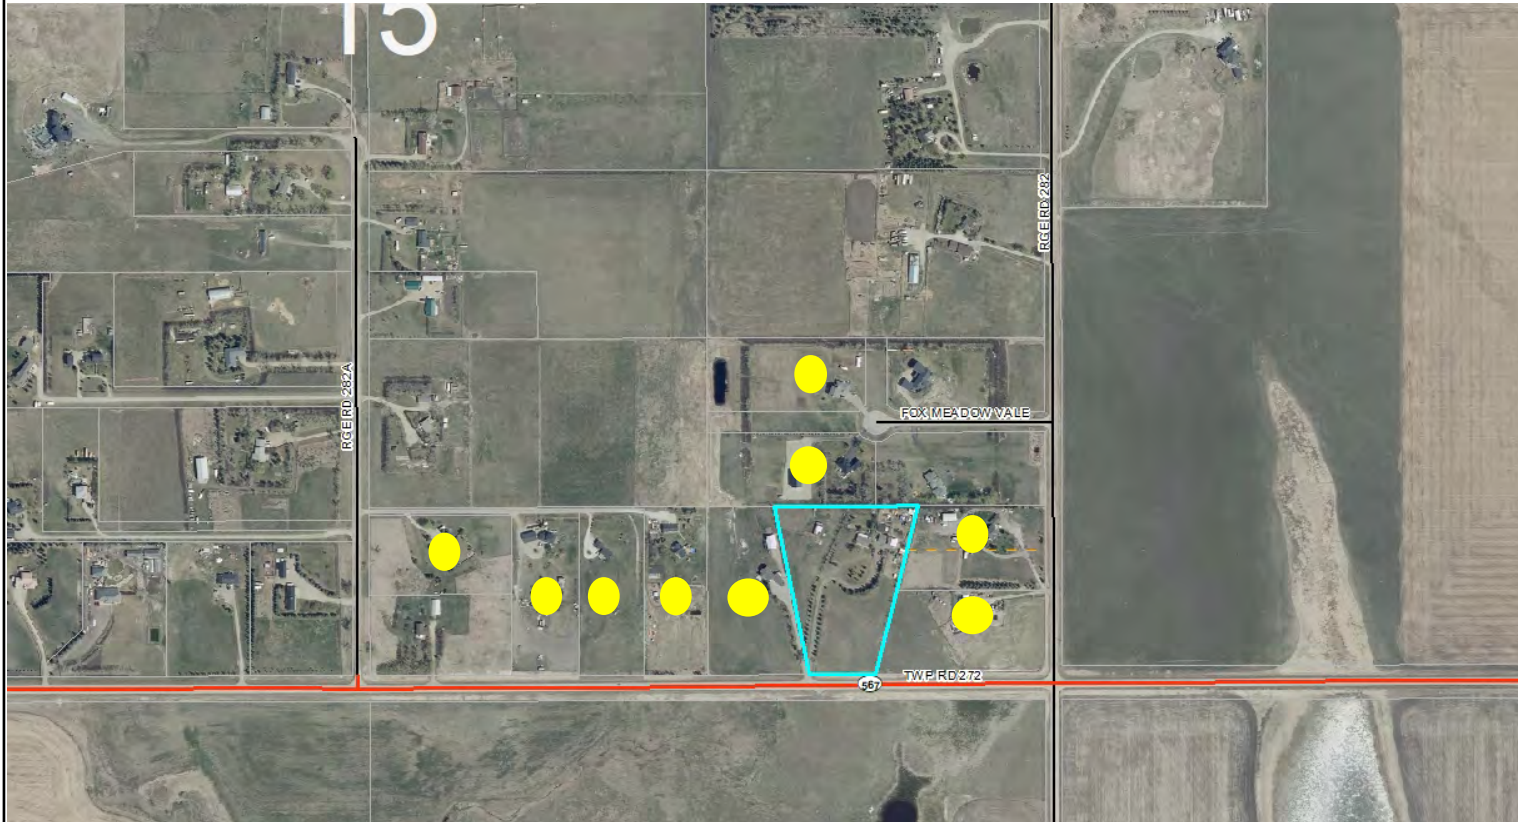 15
RGE RD 282
RGE RD 282A
FOX MEADOW VALE
TWP RD 272
567